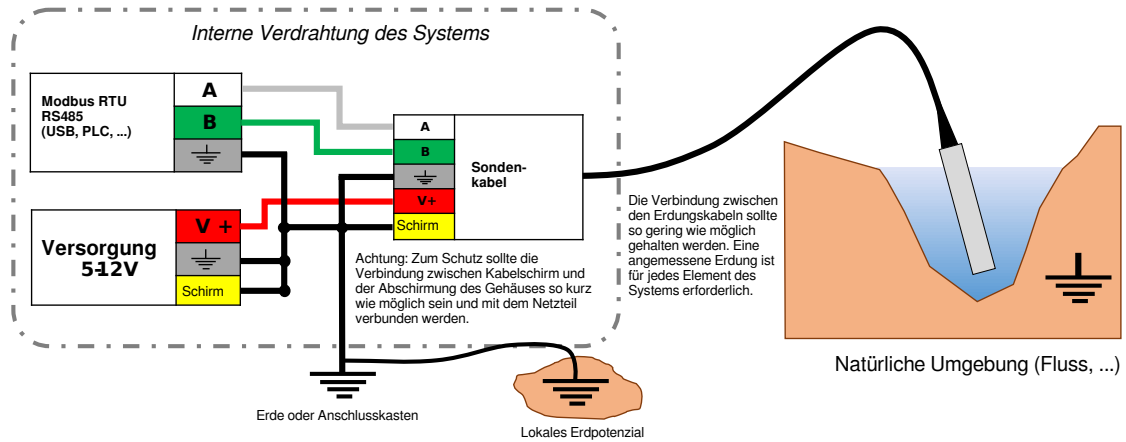 Interne Verdrahtung des Systems
Modbus RTU
RS485
(USB, PLC, ...)
A
B
Versorgung
5-12V
V +
Schirm
A
B
V+
Schirm
Sonden-
kabel
Achtung: Zum Schutz sollte die
Verbindung zwischen Kabelschirm und
der Abschirmung des Gehäuses so kurz
wie möglich sein und mit dem Netzteil
verbunden werden.
Die Verbindung zwischen
den Erdungskabeln sollte
so gering wie möglich
gehalten werden. Eine
angemessene Erdung ist
für jedes Element des
Systems erforderlich.
Natürliche Umgebung (Fluss, ...)
Erde oder Anschlusskasten
Lokales Erdpotenzial